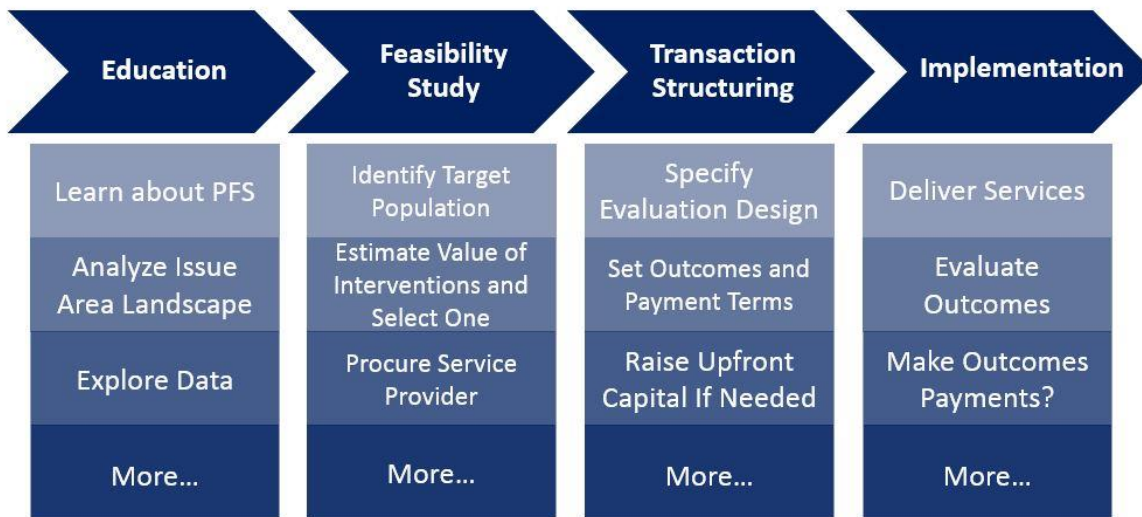 Education
Feasibility
Study
Transaction
Structuring
Implementation
Learn about PFS
Analyze Issue
Area Landscape
Explore Data
More...
Identify Target
Population
Estimate Value of
Interventions and
Select One
Procure Service
Provider
More...
Specify
Evaluation Design
Set Outcomes and
Payment Terms
Raise Upfront
Capital If Needed
More...
Deliver Services
Evaluate
Outcomes
Make Outcomes
Payments?
More...